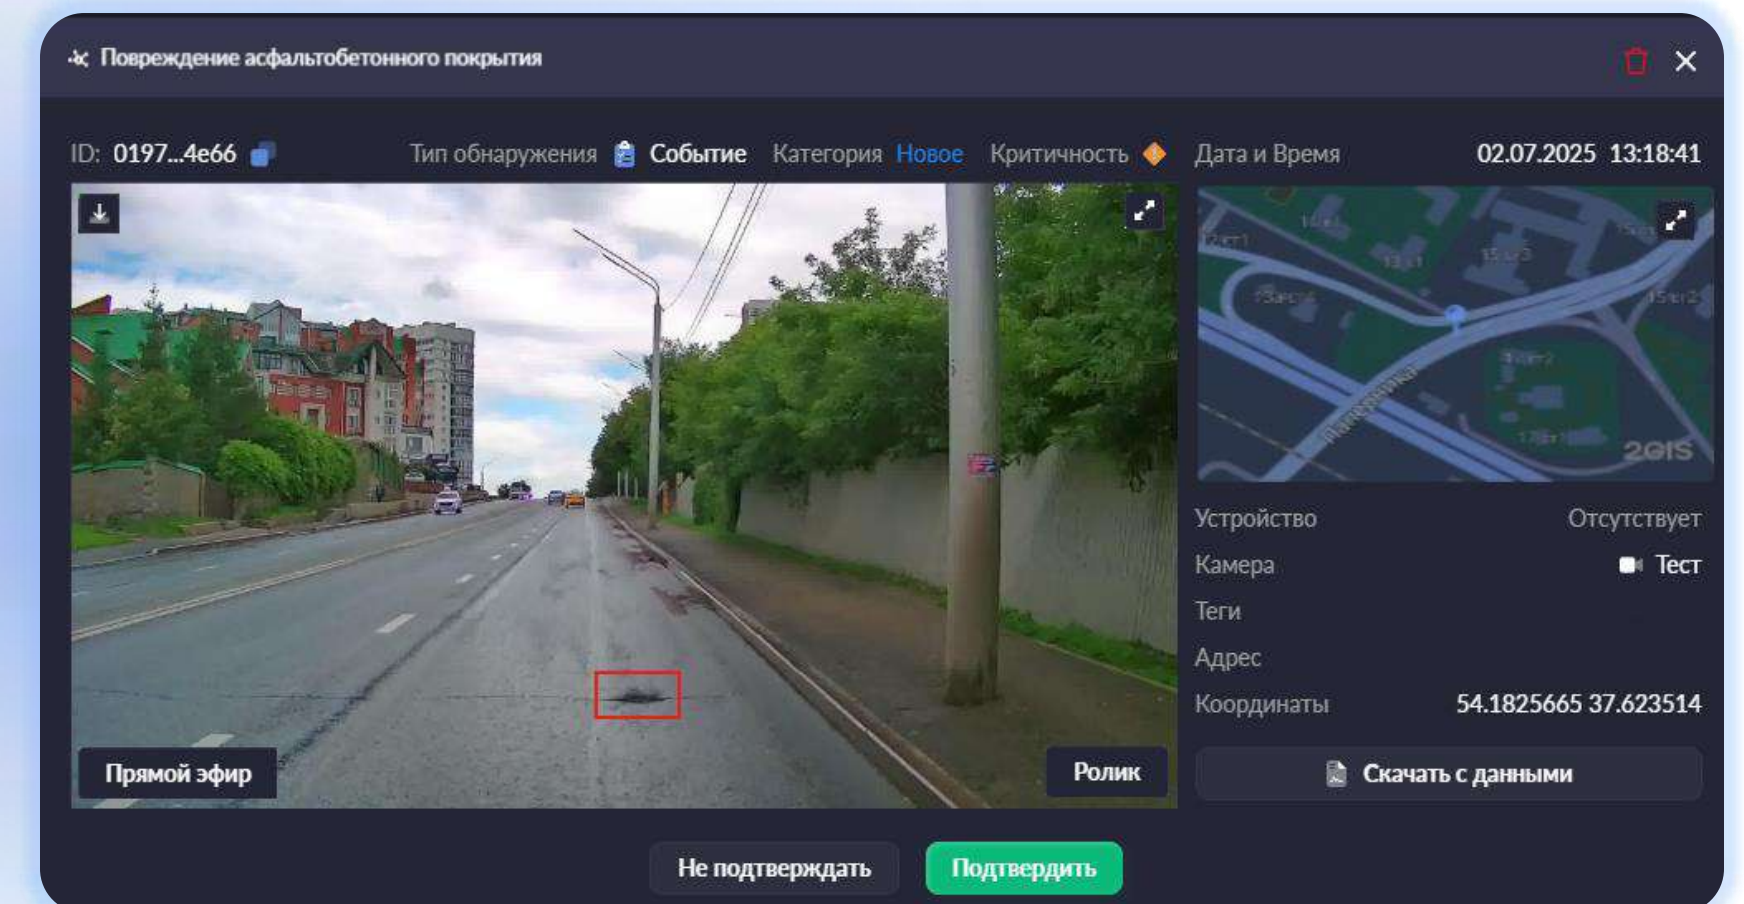 Повреждение асфальтобетонного покрытия
ID: 0197...4e66
Тип обнаружения Событие
Категория Новое
Критичность
Дата и Время 02.07.2025 13:18:41
13 к1
2GIS
Устройство Отсутствует
Камера Тест
Теги
Адрес
Координаты 54.1825665 37.623514
Прямой эфир
Ролик
Скачать с данными
Не подтверждать
Подтвердить